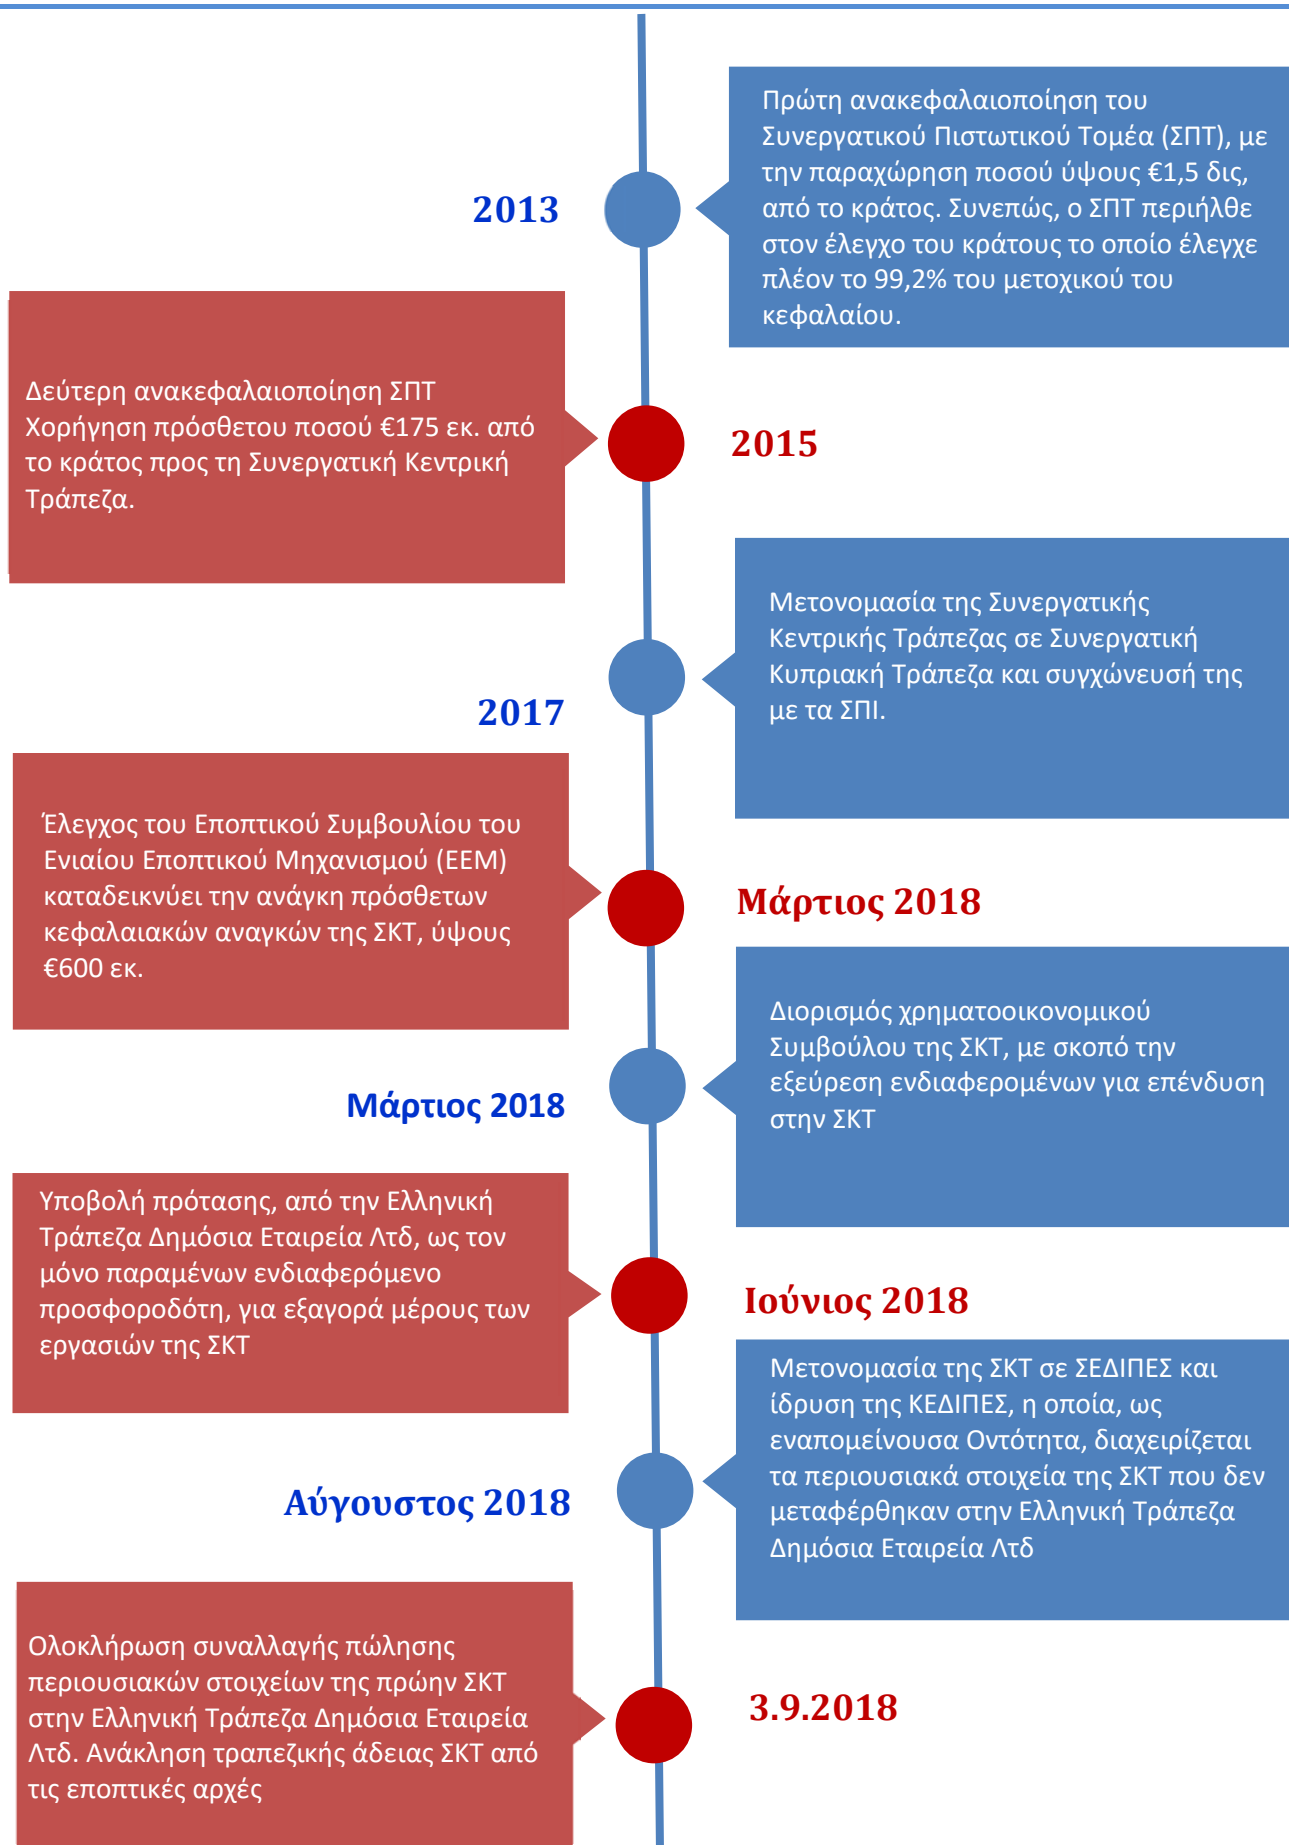 2013
Πρώτη ανακεφαλαιοποίηση του
Συνεργατικού Πιστωτικού Τομέα (ΣΠΤ), με
την παραχώρηση ποσού ύψους €1,5 δις,
από το κράτος. Συνεπώς, ο ΣΠΤ περιήλθε
στον έλεγχο του κράτους το οποίο έλεγχε
πλέον το 99,2% του μετοχικού του
κεφαλαίου.
Δεύτερη ανακεφαλαιοποίηση ΣΠΤ
Χορήγηση πρόσθετου ποσού €175 εκ. από
το κράτος προς τη Συνεργατική Κεντρική
Τράπεζα.
2015
2017
Μετονομασία της Συνεργατικής
Κεντρικής Τράπεζας σε Συνεργατική
Κυπριακή Τράπεζα και συγχώνευσή της
με τα ΣΠΙ.
Έλεγχος του Εποπτικού Συμβουλίου του
Ενιαίου Εποπτικού Μηχανισμού (ΕΕΜ)
καταδεικνύει την ανάγκη πρόσθετων
κεφαλαιακών αναγκών της ΣΚΤ, ύψους
€600 εκ.
Μάρτιος 2018
Μάρτιος 2018
Διορισμός χρηματοοικονομικού
Συμβούλου της ΣΚΤ, με σκοπό την
εξεύρεση ενδιαφερομένων για επένδυση
στην ΣΚΤ
Υποβολή πρότασης, από την Ελληνική
Τράπεζα Δημόσια Εταιρεία Λτδ, ως τον
μόνο παραμένων ενδιαφερόμενο
προσφοροδότη, για εξαγορά μέρους των
εργασιών της ΣΚΤ
Ιούνιος 2018
Αύγουστος 2018
Μετονομασία της ΣΚΤ σε ΣΕΔΙΠΕΣ και
ίδρυση της ΚΕΔΙΠΕΣ, η οποία, ως
εναπομείνουσα Οντότητα, διαχειρίζεται
τα περιουσιακά στοιχεία της ΣΚΤ που δεν
μεταφέρθηκαν στην Ελληνική Τράπεζα
Δημόσια Εταιρεία Λτδ
Ολοκλήρωση συναλλαγής πώλησης
περιουσιακών στοιχείων της πρώην ΣΚΤ
στην Ελληνική Τράπεζα Δημόσια Εταιρεία
Λτδ. Ανάκληση τραπεζικής άδειας ΣΚΤ από
τις εποπτικές αρχές
3.9.2018